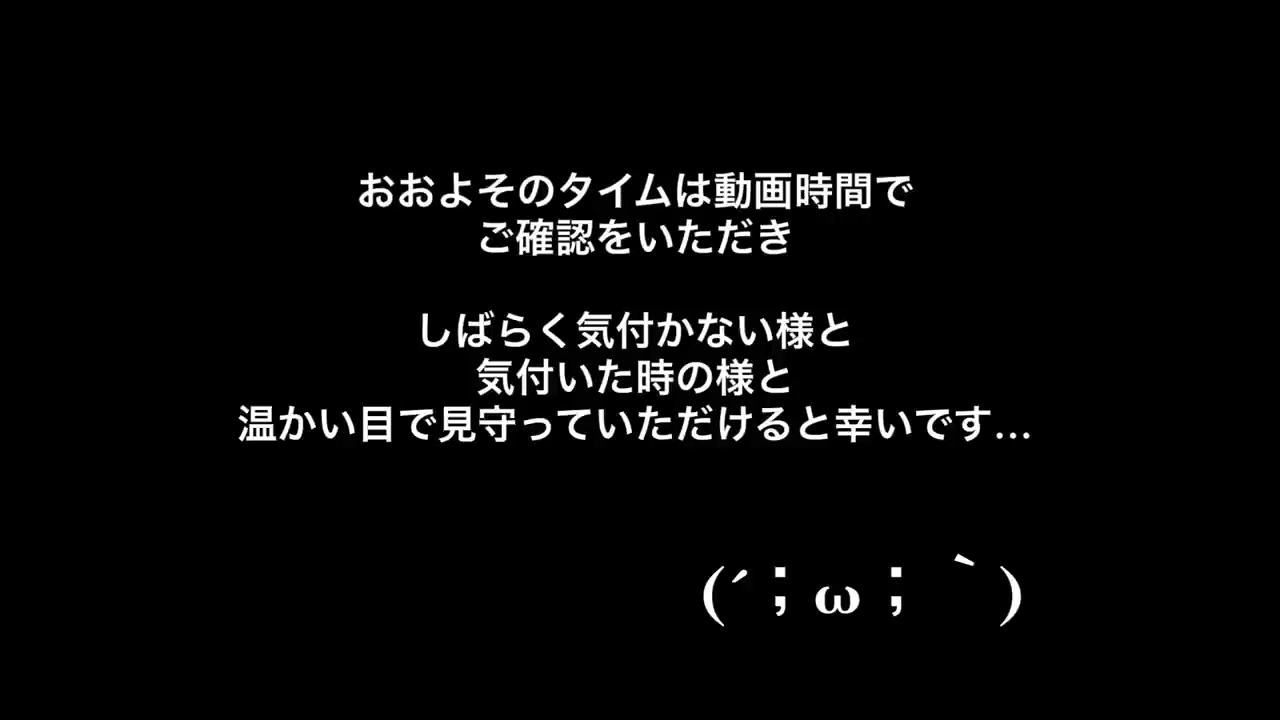 おおよそのタイムは動画時間で
ご確認をいただき
しばらく気付かない様と
気付いた時の様と
温かい目で見守っていただけると幸いです…
(´；ω；｀)